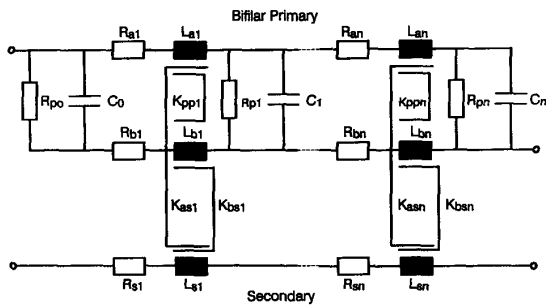 Bifilar Primary
Ra1 La1 Ran Lan
Rpo C0 Kpp1 Rp1 C1 Kppn Rpn Cn
Rb1 Lb1 Rbn Lbn
Kas1 Kbs1 Kasn Kbsn
Rs1 Ls1 Rsn Lsn
Secondary